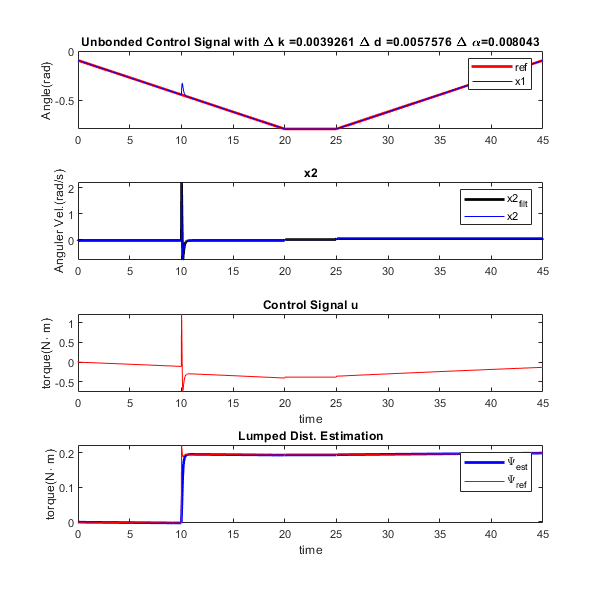 Unbonded Control Signal with Δ k =0.0039261 Δ d =0.0057576 Δ α=0.008043
Angle(rad)
0
-0.5
ref
x1
0 5 10 15 20 25 30 35 40 45
x2
Anguler Vel.(rad/s)
2
1
0
x2filt
x2
0 5 10 15 20 25 30 35 40 45
Control Signal u
torque(N· m)
1
0.5
0
-0.5
0 5 10 15 20 25 30 35 40 45
time
Lumped Dist. Estimation
torque(N· m)
0.2
0.1
0
Ψest
Ψref
0 5 10 15 20 25 30 35 40 45
time